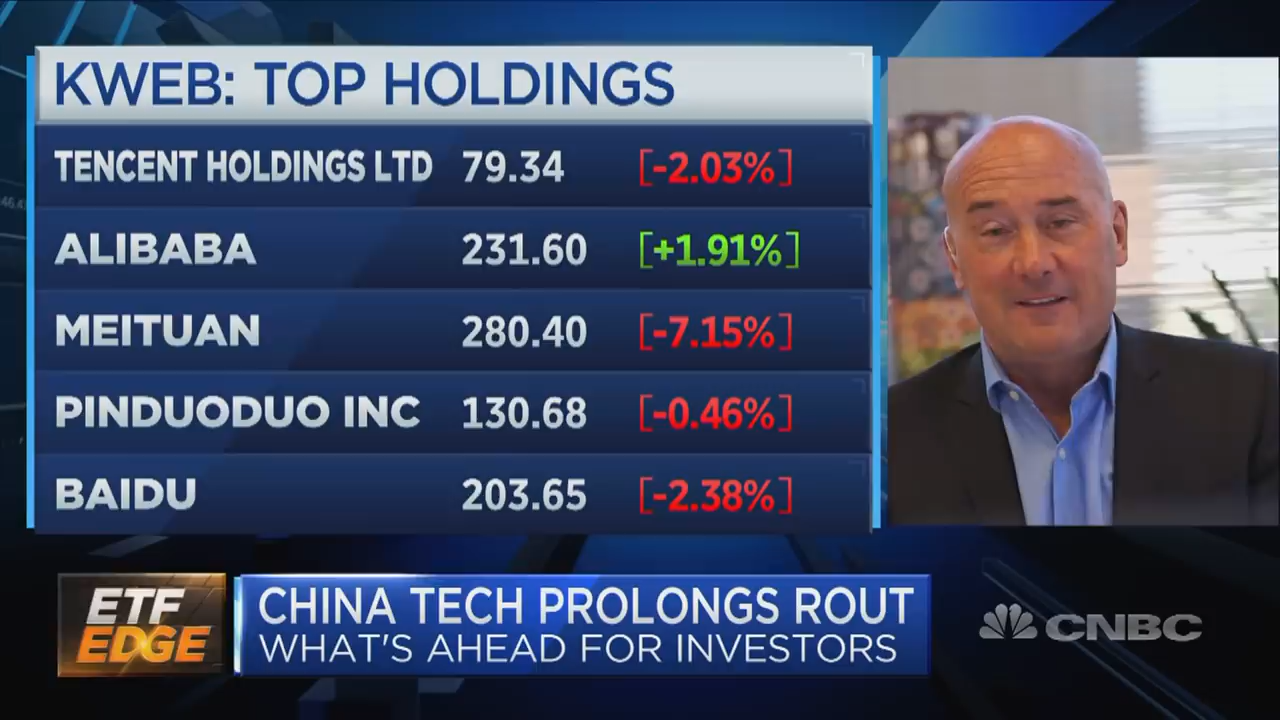 KWEB: TOP HOLDINGS
TENCENT HOLDINGS LTD 79.34 [-2.03%]
ALIBABA 231.60 [+1.91%]
MEITUAN 280.40 [-7.15%]
PINDUODUO INC 130.68 [-0.46%]
BAIDU 203.65 [-2.38%]
ETF
EDGE
CHINA TECH PROLONGS ROUT
WHAT'S AHEAD FOR INVESTORS
CNBC